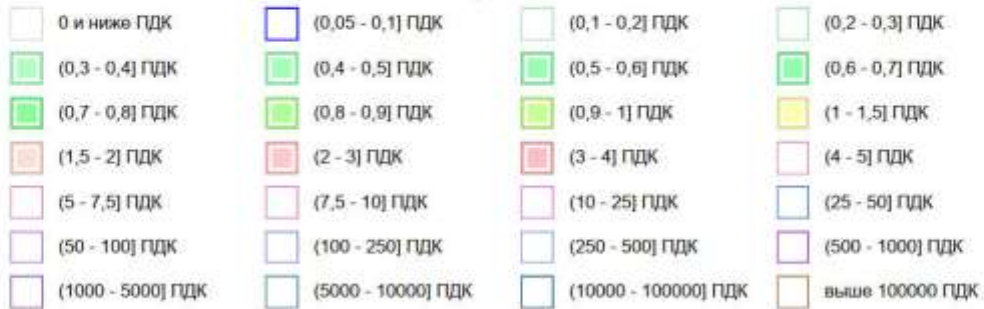 0 и ниже ПДК (0,05 - 0,1] ПДК (0,1 - 0,2] ПДК (0,2 - 0,3] ПДК
(0,3 - 0,4] ПДК (0,4 - 0,5] ПДК (0,5 - 0,6] ПДК (0,6 - 0,7] ПДК
(0,7 - 0,8] ПДК (0,8 - 0,9] ПДК (0,9 - 1] ПДК (1 - 1,5] ПДК
(1,5 - 2] ПДК (2 - 3] ПДК (3 - 4] ПДК (4 - 5] ПДК
(5 - 7,5] ПДК (7,5 - 10] ПДК (10 - 25] ПДК (25 - 50] ПДК
(50 - 100] ПДК (100 - 250] ПДК (250 - 500] ПДК (500 - 1000] ПДК
(1000 - 5000] ПДК (5000 - 10000] ПДК (10000 - 100000] ПДК выше 100000 ПДК